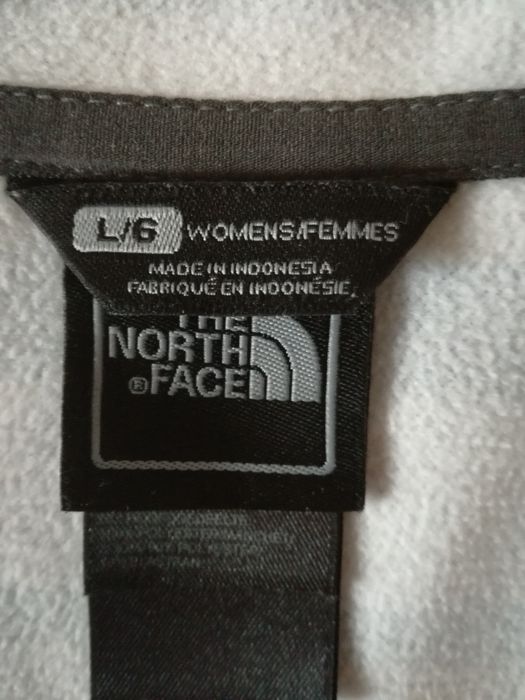 L/G WOMENS/FEMMES
MADE IN INDONESIA
FABRIQUÉ EN INDONÉSIE
THE
NORTH
® FACE